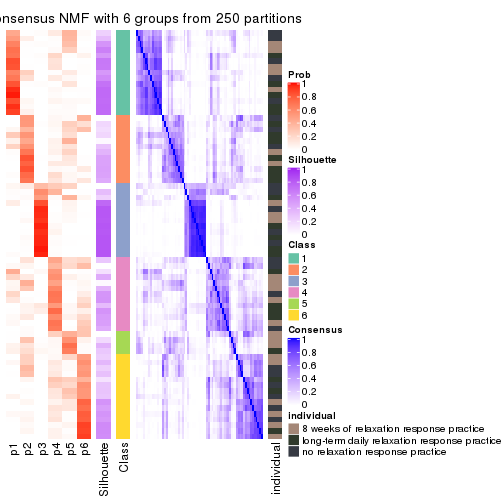 onsensus NMF with 6 groups from 250 partitions
Prob
1
0.8
0.6
0.4
0.2
0
Silhouette
1
0.8
0.6
0.4
0.2
0
Class
1
2
3
4
5
6
Consensus
1
0.8
0.6
0.4
0.2
0
individual
8 weeks of relaxation response practice
long-term daily relaxation response practice
no relaxation response practice
p1
p2
p3
p4
p5
p6
Silhouette
Class
individual